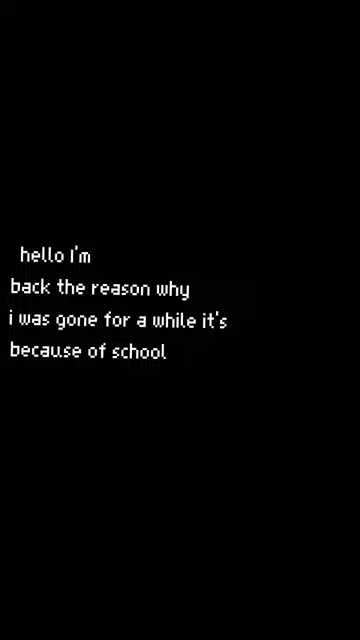 hello I'm
back the reason why
i was gone for a while it's
because of school